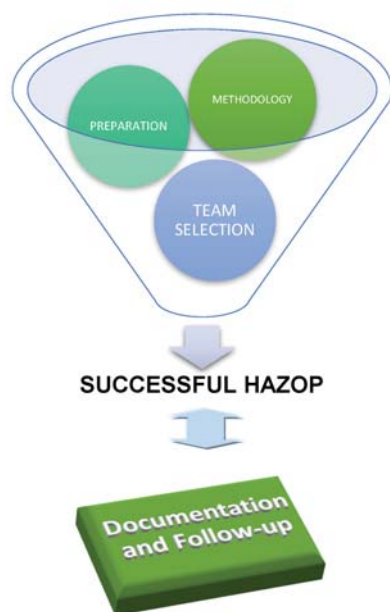 METHODOLOGY
PREPARATION
TEAM
SELECTION
SUCCESSFUL HAZOP
Documentation
and Follow-up